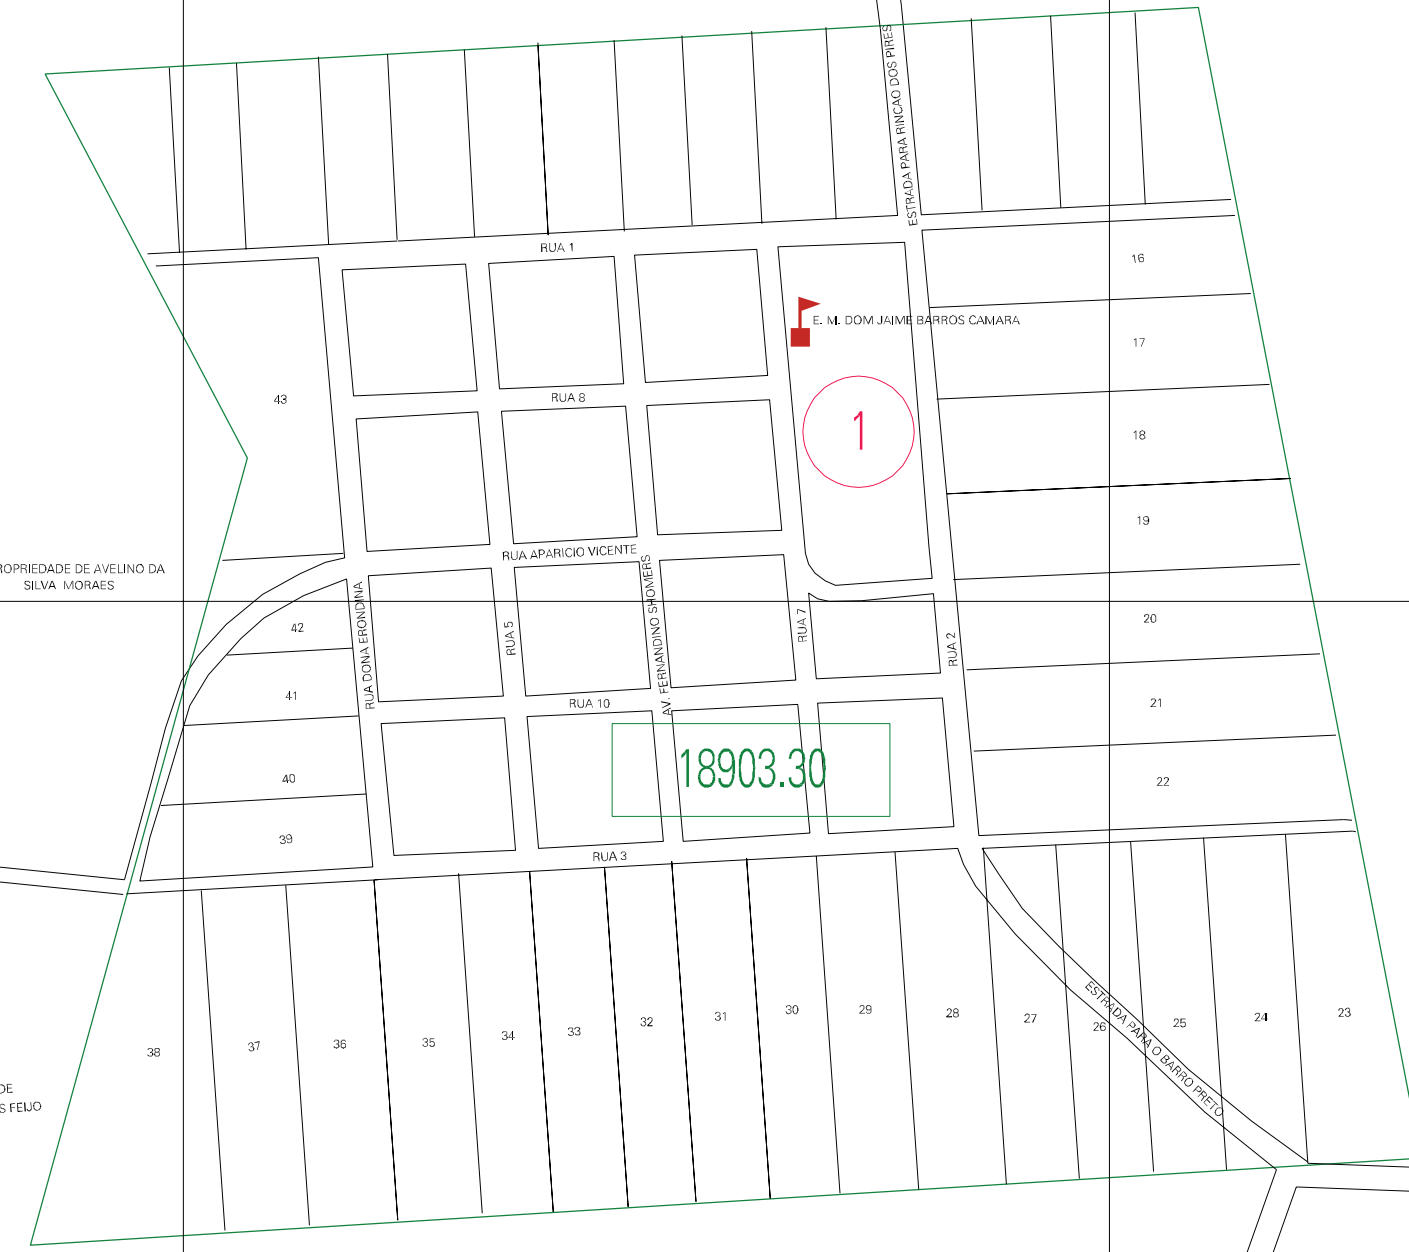 ESTRADA PARA RINCAO DOS PIRES
RUA 1
16
E. M. DOM JAIME BARROS CAMARA
17
43
RUA 8
1
18
19
RUA APARICIO VICENTE
ROPRIEDADE DE AVELINO DA
SILVA MORAES
42
RUA DONA ERONDINA
RUA 5
AV. FERNANDINO SHOMERS
RUA 7
RUA 2
20
41
RUA 10
21
40
18903.30
22
39
RUA 3
38
37
36
35
34
33
32
31
30
29
28
27
26
25
24
23
ESTRADA PARA O BARRO PRETO
DE
S FEIJO